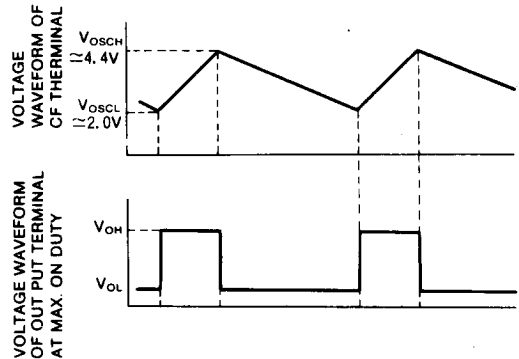 VOLTAGE
WAVEFORM OF
CF THERMINAL
VOSCH
≃4.4V
VOSCL
≃2.0V
VOLTAGE WAVEFORM
OF OUT PUT TERMINAL
AT MAX. ON DUTY
VOH
VOL